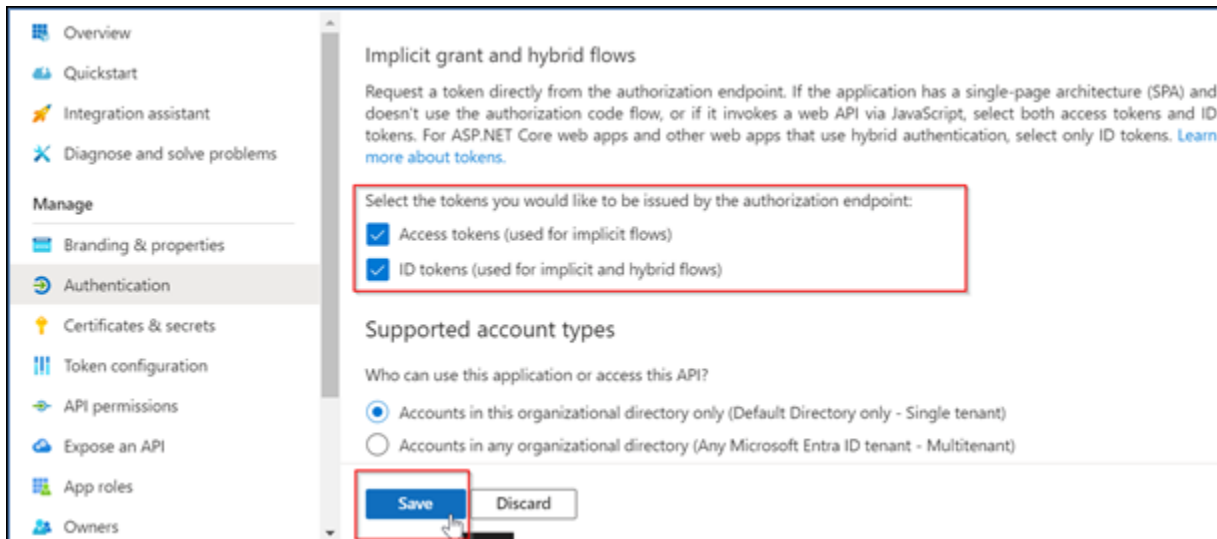 Overview
Quickstart
Integration assistant
Diagnose and solve problems
Manage
Branding & properties
Authentication
Certificates & secrets
Token configuration
API permissions
Expose an API
App roles
Owners
Implicit grant and hybrid flows
Request a token directly from the authorization endpoint. If the application has a single-page architecture (SPA) and
doesn't use the authorization code flow, or if it invokes a web API via JavaScript, select both access tokens and ID
tokens. For ASP.NET Core web apps and other web apps that use hybrid authentication, select only ID tokens. Learn
more about tokens.
Select the tokens you would like to be issued by the authorization endpoint:
Access tokens (used for implicit flows)
ID tokens (used for implicit and hybrid flows)
Supported account types
Who can use this application or access this API?
Accounts in this organizational directory only (Default Directory only - Single tenant)
Accounts in any organizational directory (Any Microsoft Entra ID tenant - Multitenant)
Save
Discard